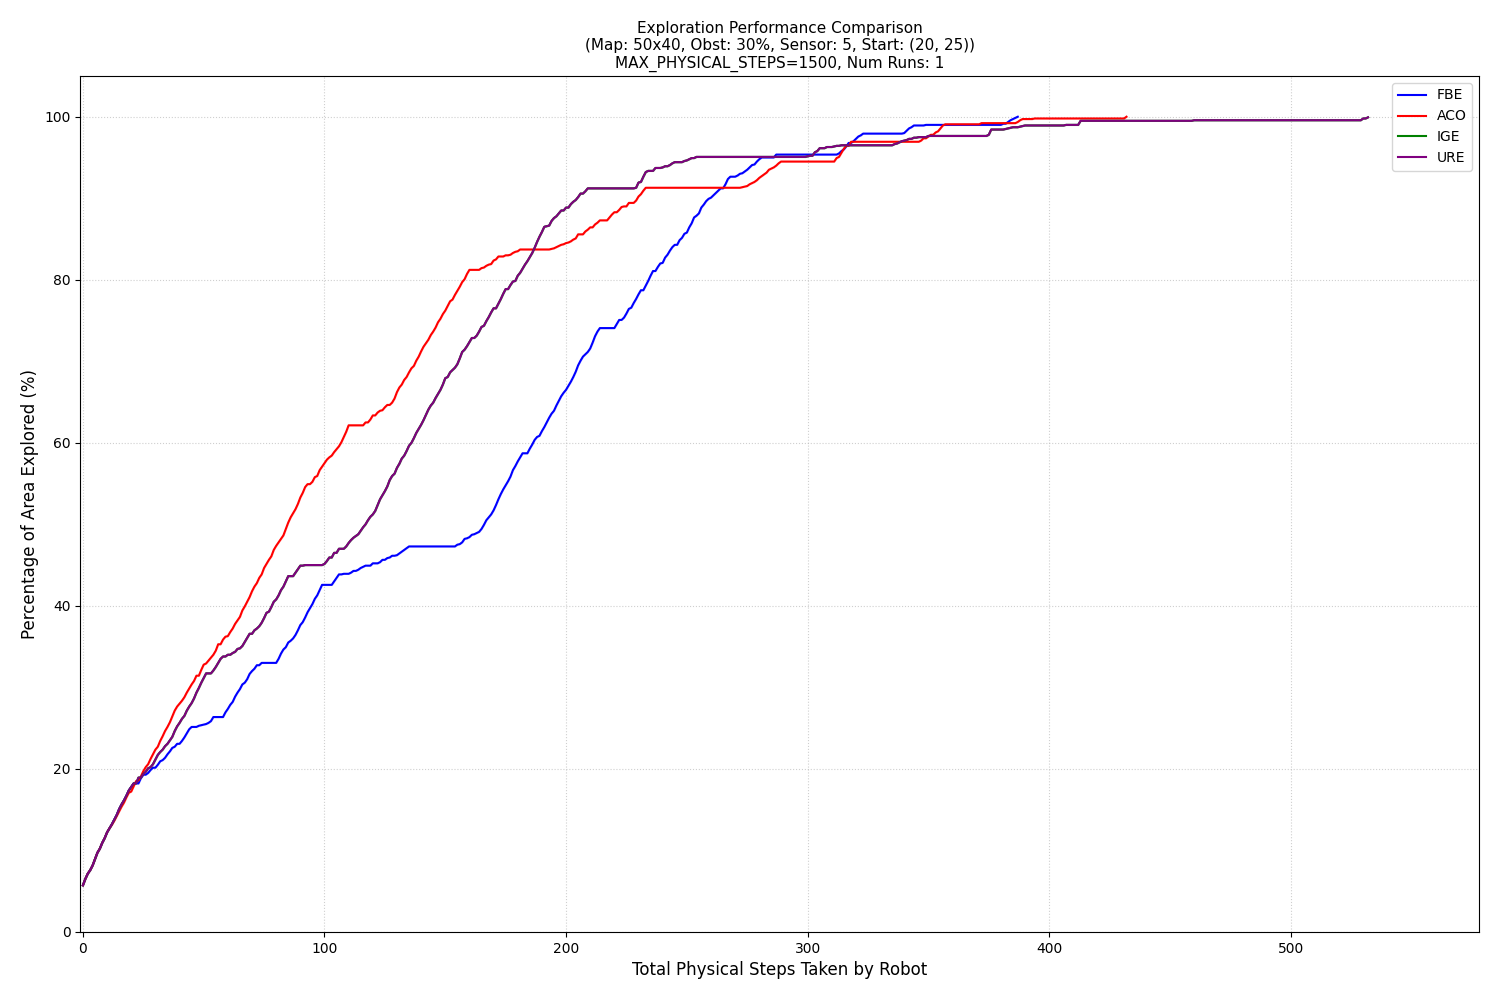 Exploration Performance Comparison
(Map: 50x40, Obst: 30%, Sensor: 5, Start: (20, 25))
MAX_PHYSICAL_STEPS=1500, Num Runs: 1
FBE
ACO
IGE
URE
Percentage of Area Explored (%)
100
80
60
40
20
0
0 100 200 300 400 500
Total Physical Steps Taken by Robot